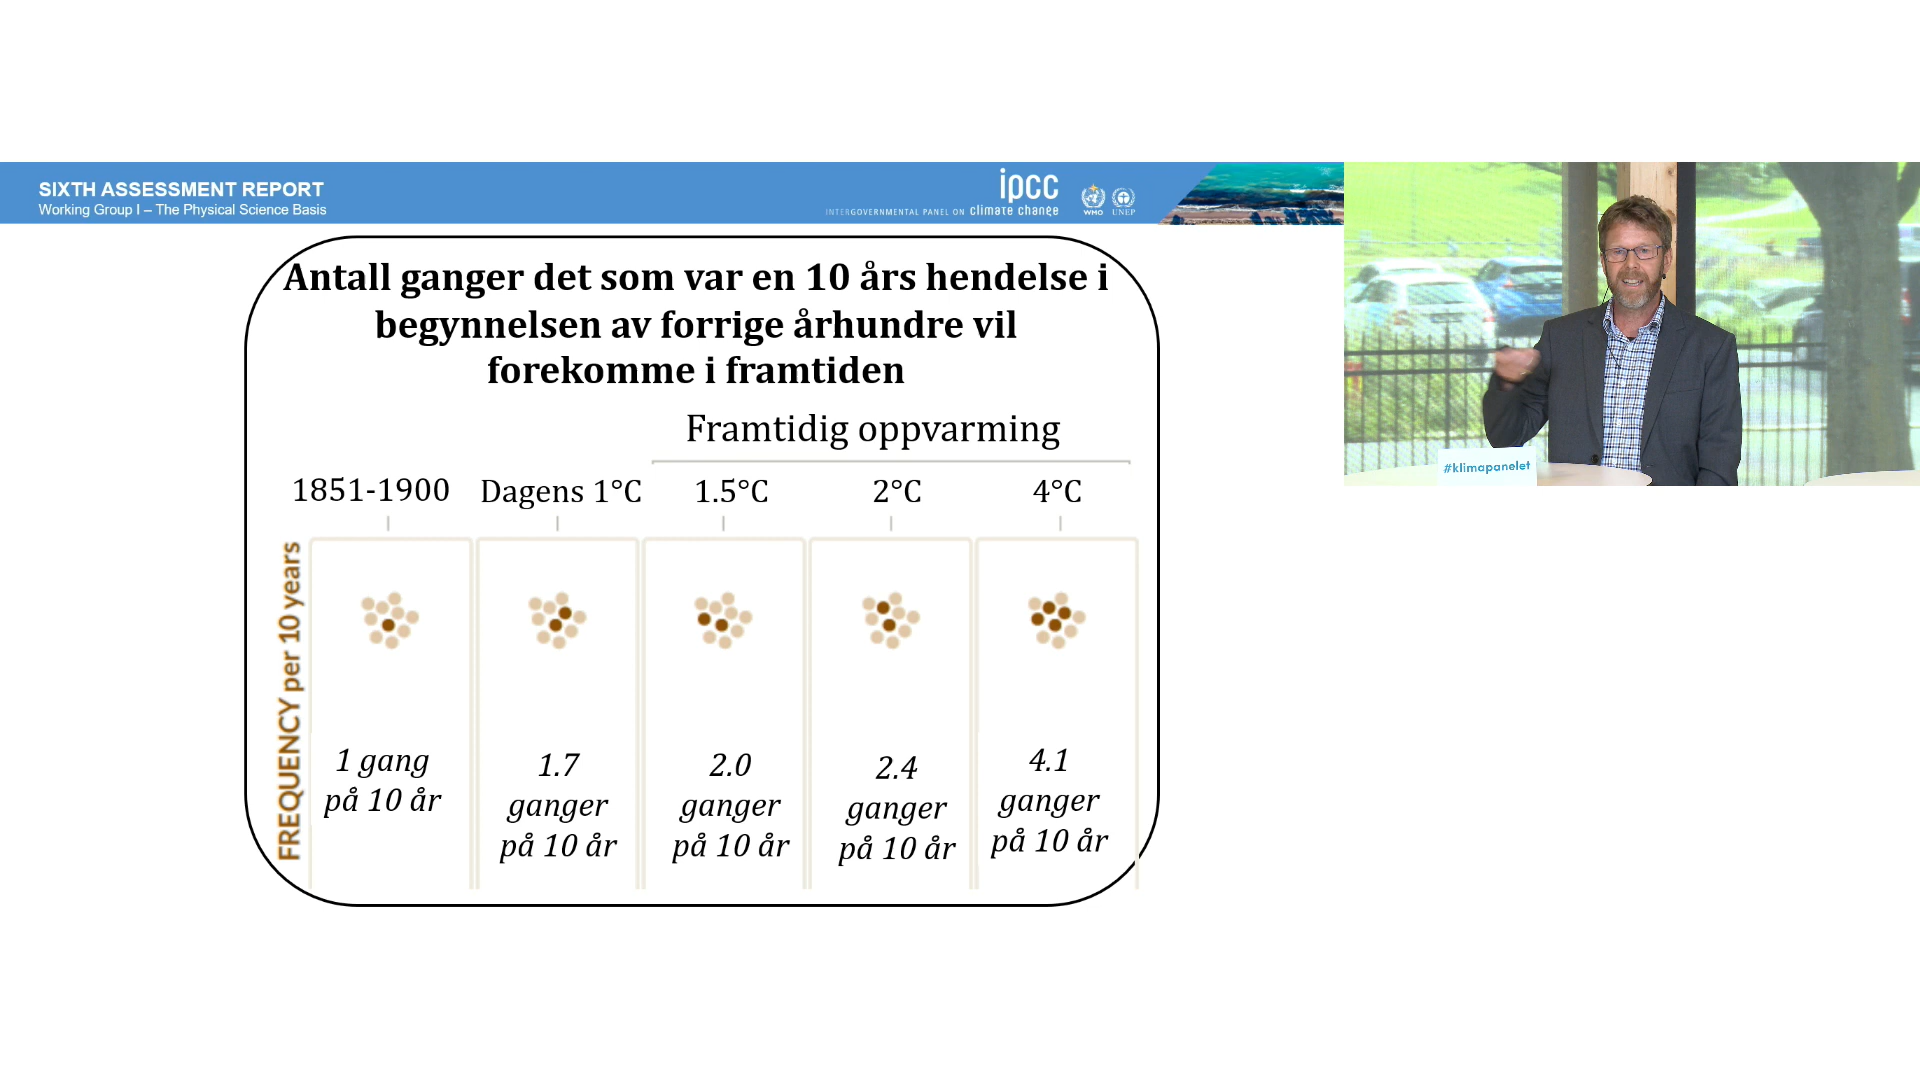 SIXTH ASSESSMENT REPORT
Working Group I – The Physical Science Basis
ipcc
INTERGOVERNMENTAL PANEL ON climate change
WMO
UNEP
Antall ganger det som var en 10 års hendelse i
begynnelsen av forrige århundre vil
forekomme i framtiden
Framtidig oppvarming
1851-1900
Dagens 1°C
1.5°C
2°C
4°C
FREQUENCY per 10 years
1 gang
på 10 år
1.7
ganger
på 10 år
2.0
ganger
på 10 år
2.4
ganger
på 10 år
4.1
ganger
på 10 år
#klimapanelet